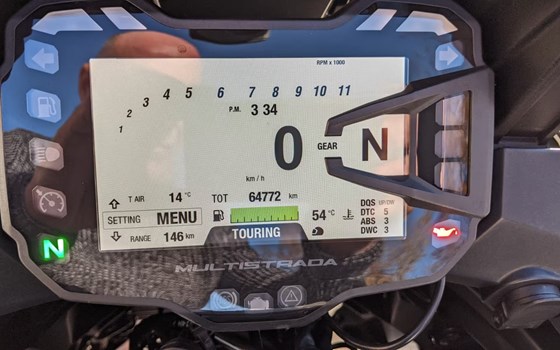 RPM x 1000
1 2 3 4 5 6 7 8 9 10 11
P.M. 3 34
0 GEAR N
km/h
T AIR 14 °C TOT 64772 km
SETTING MENU 54 °C
RANGE 146 km TOURING
DQS UP/DW
DTC 5
ABS 3
DWC 3
N
MULTISTRADA